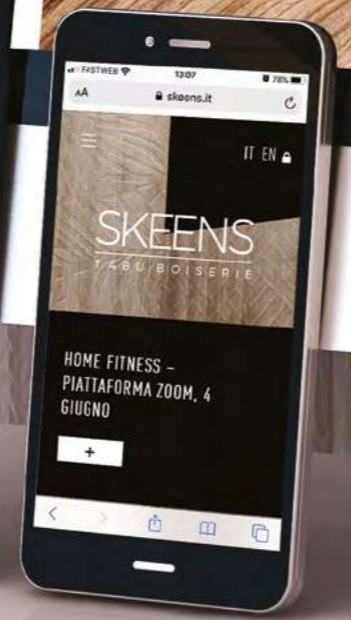 FASTWEB 13:07 78%
AA skeens.it
IT EN
SKEENS
TABU BOISERIE
HOME FITNESS –
PIATTAFORMA ZOOM, 4
GIUGNO
+